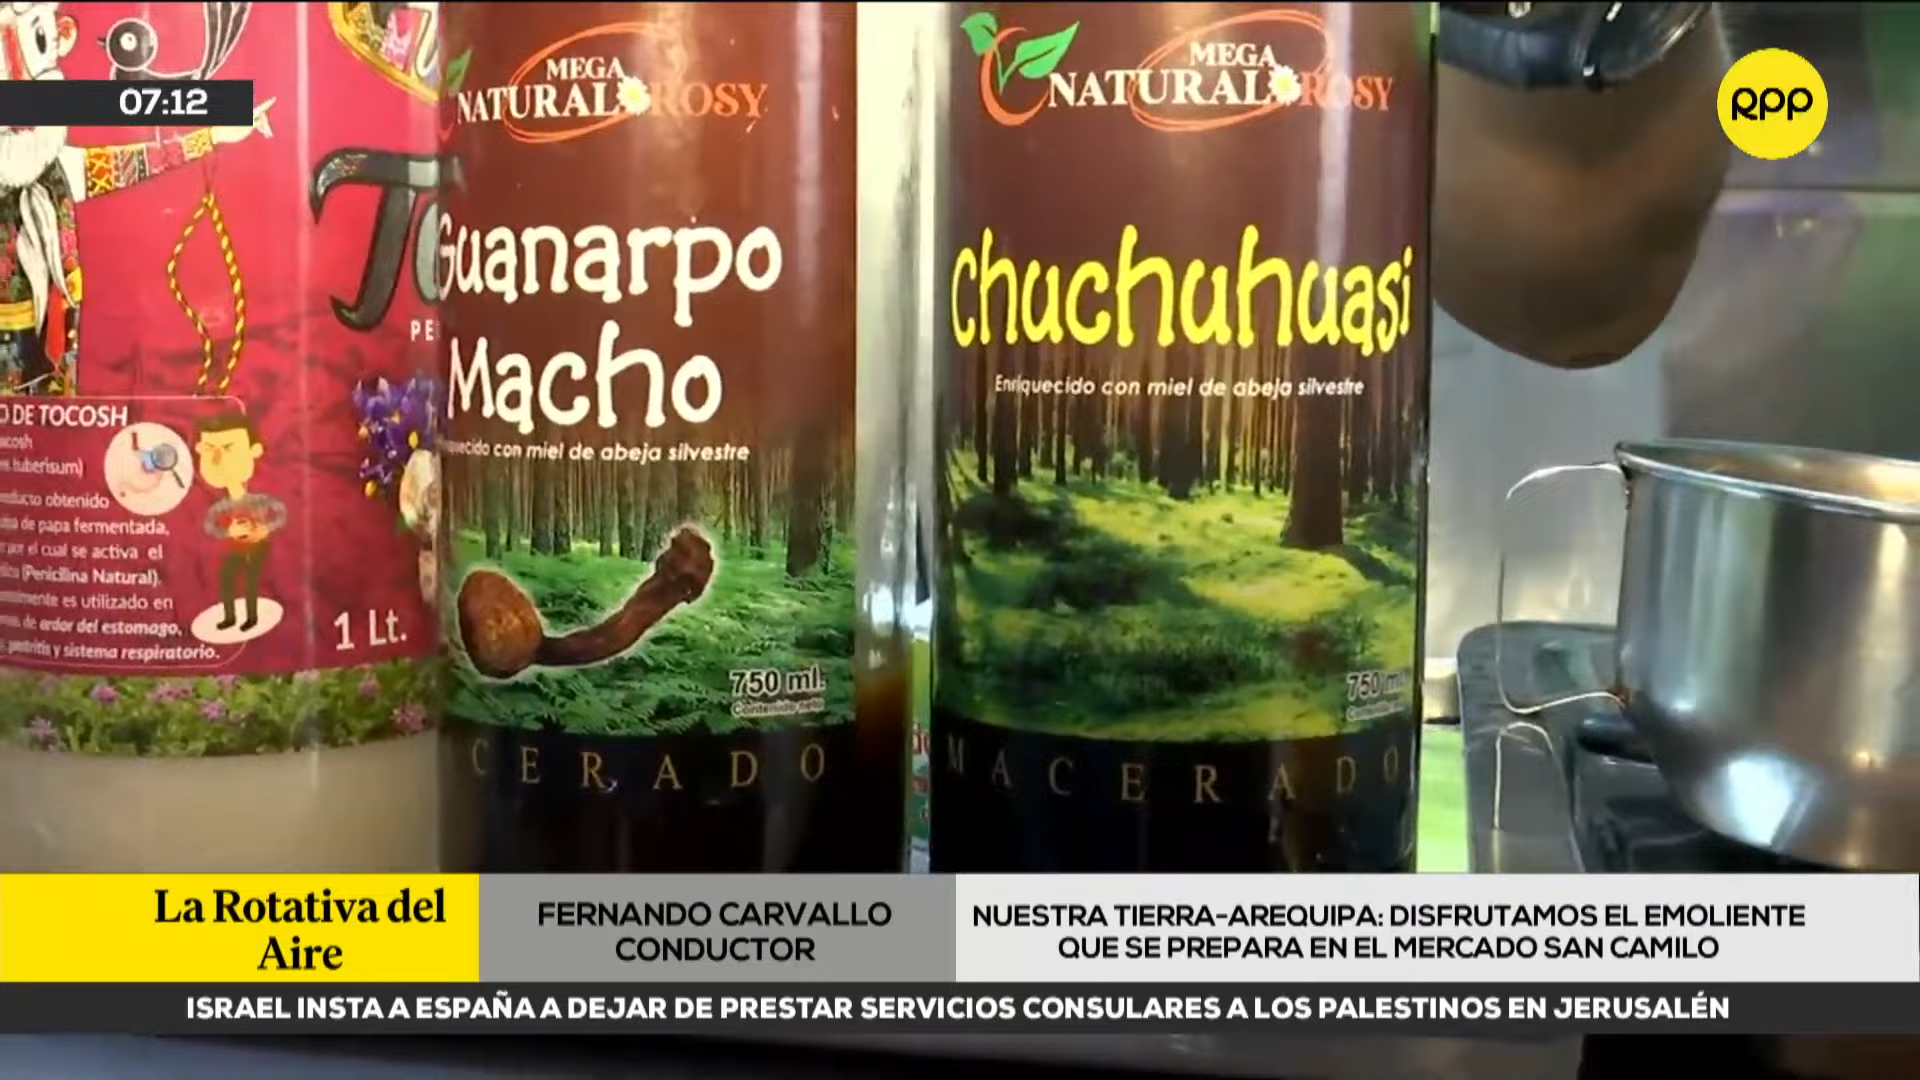 07:12
rpp
MEGA
NATURAL ROSY
Guanarpo
Macho
con miel de abeja silvestre
750 ml.
Contenido neto
CERADO
MEGA
NATURAL ROSY
Chuchuhuasi
Enriquecido con miel de abeja silvestre
750 ml
MACERADO
PE
O DE TOCOSH
tuberisum)
obtenido
de papa fermentada,
por el cual se activa el
(Penicilina Natural).
es utilizado en
de ardor del estomago,
gastritis y sistema respiratorio.
1 Lt.
La Rotativa del
Aire
FERNANDO CARVALLO
CONDUCTOR
NUESTRA TIERRA-AREQUIPA: DISFRUTAMOS EL EMOLIENTE
QUE SE PREPARA EN EL MERCADO SAN CAMILO
ISRAEL INSTA A ESPAÑA A DEJAR DE PRESTAR SERVICIOS CONSULARES A LOS PALESTINOS EN JERUSALÉN